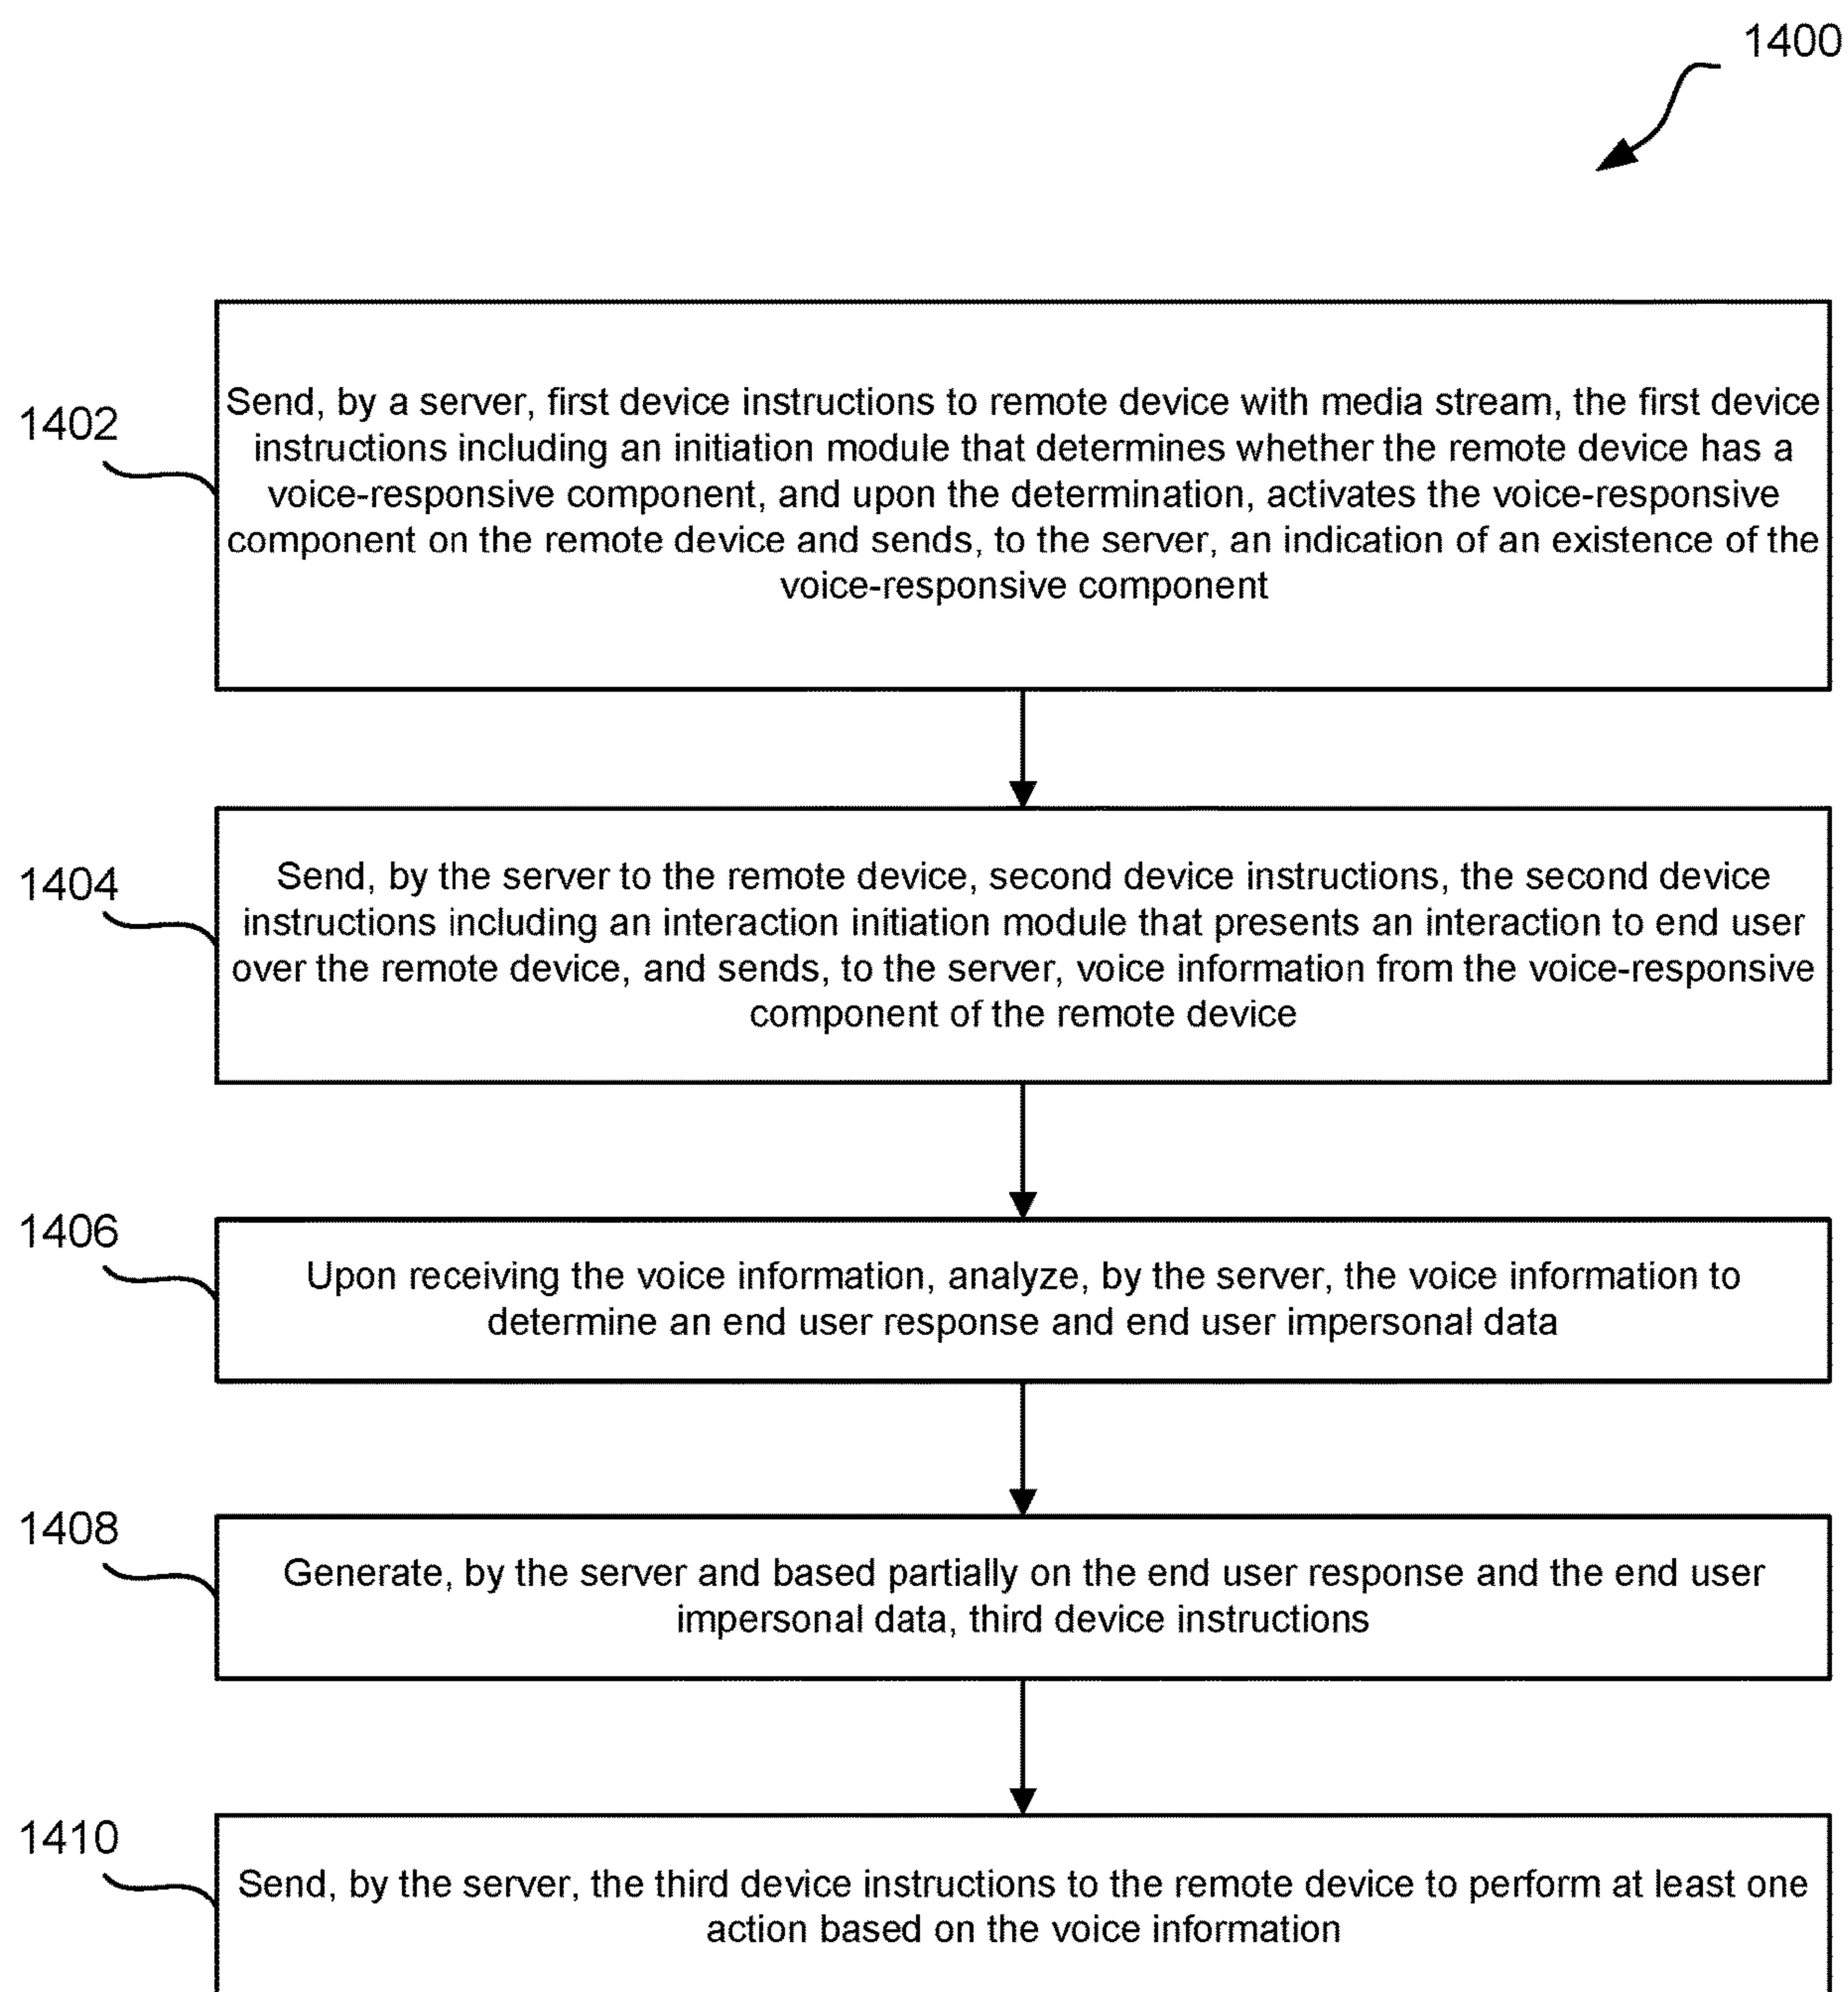 1400
1402
Send, by a server, first device instructions to remote device with media stream, the first device
instructions including an initiation module that determines whether the remote device has a
voice-responsive component, and upon the determination, activates the voice-responsive
component on the remote device and sends, to the server, an indication of an existence of the
voice-responsive component
1404
Send, by the server to the remote device, second device instructions, the second device
instructions including an interaction initiation module that presents an interaction to end user
over the remote device, and sends, to the server, voice information from the voice-responsive
component of the remote device
1406
Upon receiving the voice information, analyze, by the server, the voice information to
determine an end user response and end user impersonal data
1408
Generate, by the server and based partially on the end user response and the end user
impersonal data, third device instructions
1410
Send, by the server, the third device instructions to the remote device to perform at least one
action based on the voice information